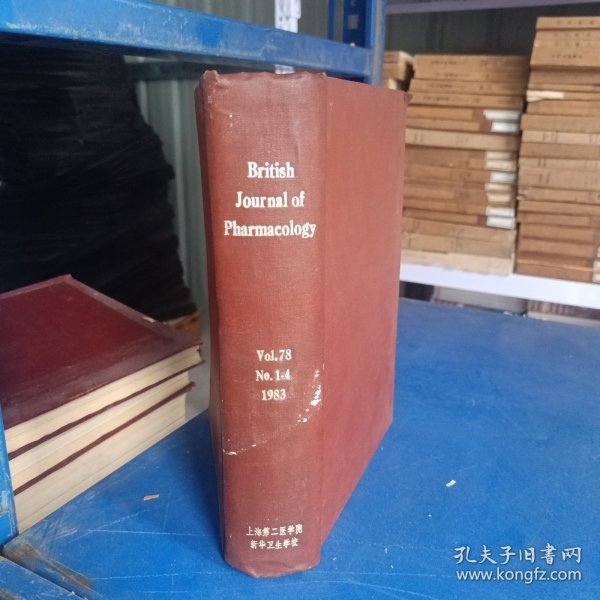 British
Journal of
Pharmacology
Vol.78
No.1-4
1983
上海第二医学院
新华卫生学校
孔夫子旧书网
www.kongfz.com